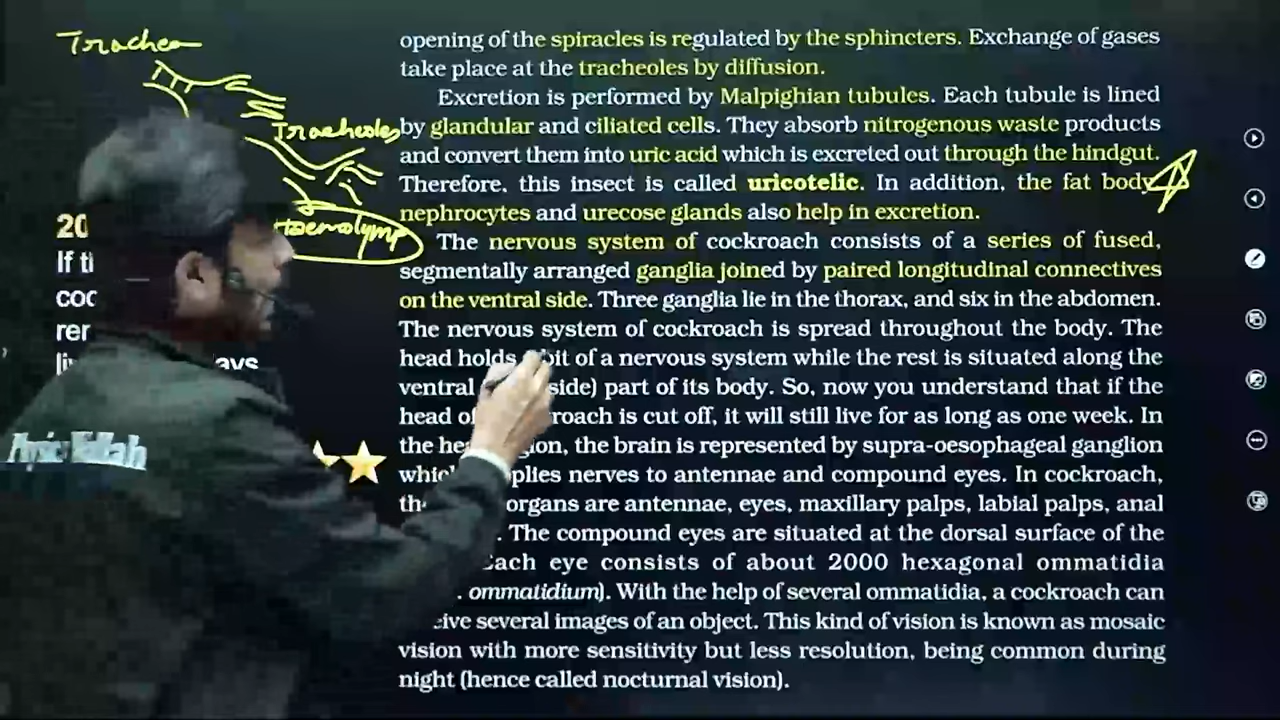 Trachea
Tracheoles
Haemolymp
20
opening of the spiracles is regulated by the sphincters. Exchange of gases
take place at the tracheoles by diffusion.
Excretion is performed by Malpighian tubules. Each tubule is lined
by glandular and ciliated cells. They absorb nitrogenous waste products
and convert them into uric acid which is excreted out through the hindgut.
Therefore, this insect is called uricotelic. In addition, the fat body,
nephrocytes and urecose glands also help in excretion.
The nervous system of cockroach consists of a series of fused,
segmentally arranged ganglia joined by paired longitudinal connectives
on the ventral side. Three ganglia lie in the thorax, and six in the abdomen.
The nervous system of cockroach is spread throughout the body. The
head holds bit of a nervous system while the rest is situated along the
ventral side) part of its body. So, now you understand that if the
head of roach is cut off, it will still live for as long as one week. In
the hea ion, the brain is represented by supra-oesophageal ganglion
which plies nerves to antennae and compound eyes. In cockroach,
the organs are antennae, eyes, maxillary palps, labial palps, anal
. The compound eyes are situated at the dorsal surface of the
Each eye consists of about 2000 hexagonal ommatidia
. ommatidium). With the help of several ommatidia, a cockroach can
eive several images of an object. This kind of vision is known as mosaic
vision with more sensitivity but less resolution, being common during
night (hence called nocturnal vision).
If t
coc
rer
li ays
Physics Wallah